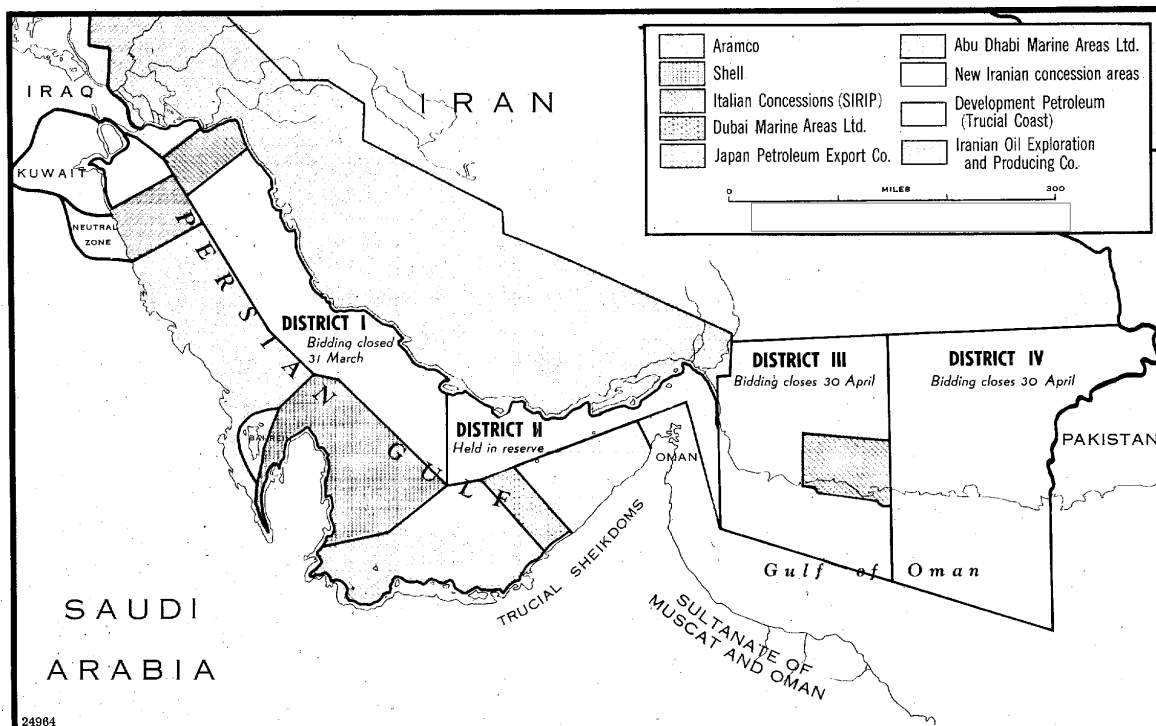 Aramco
Shell
Italian Concessions (SIRIP)
Dubai Marine Areas Ltd.
Japan Petroleum Export Co.
Abu Dhabi Marine Areas Ltd.
New Iranian concession areas
Development Petroleum
(Trucial Coast)
Iranian Oil Exploration
and Producing Co.
0 MILES 300
IRAQ
IRAN
KUWAIT
NEUTRAL
ZONE
PERSIAN GULF
DISTRICT I
Bidding closed
31 March
DISTRICT II
Held in reserve
DISTRICT III
Bidding closes 30 April
DISTRICT IV
Bidding closes 30 April
PAKISTAN
OMAN
TRUCIAL SHEIKDOMS
Gulf of Oman
SULTANATE OF
MUSCAT AND OMAN
SAUDI
ARABIA
24964